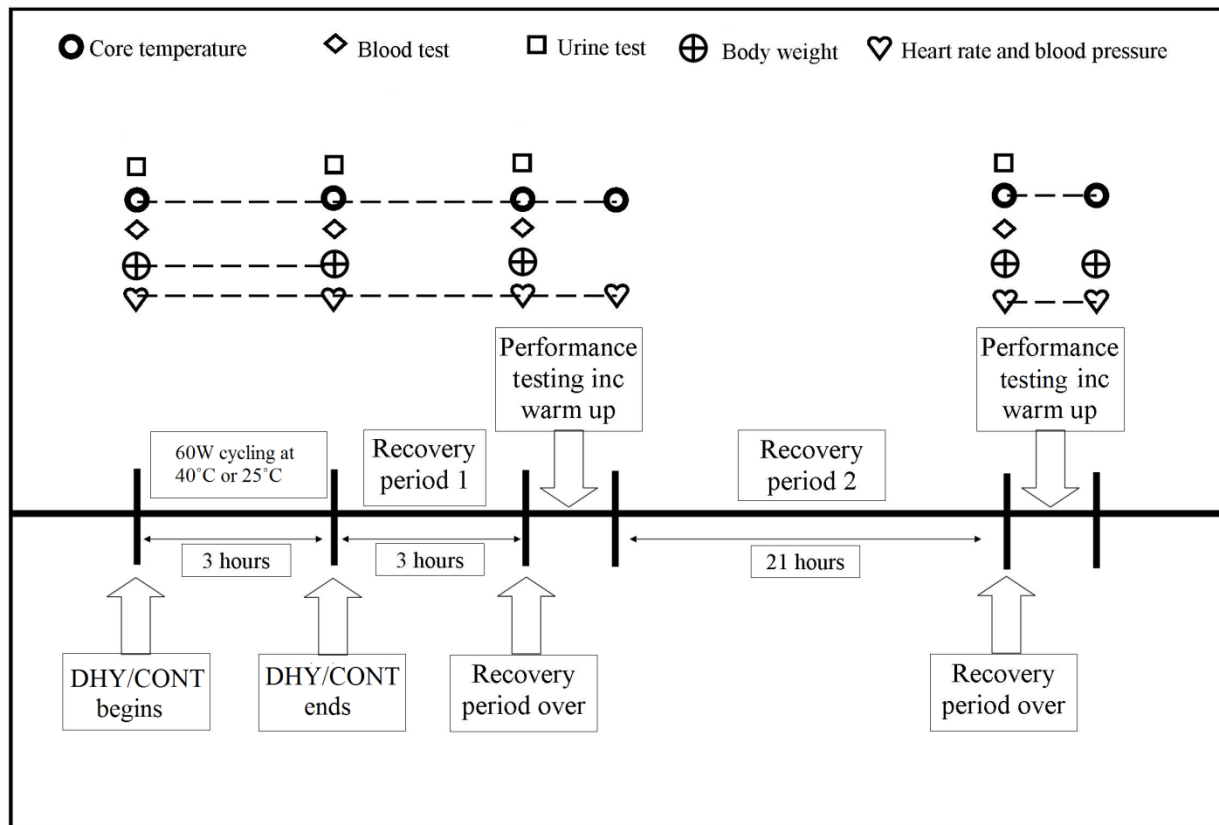 Core temperature
Blood test
Urine test
Body weight
Heart rate and blood pressure
Performance
testing inc
warm up
Performance
testing inc
warm up
60W cycling at
40˚C or 25˚C
Recovery
period 1
Recovery
period 2
3 hours
3 hours
21 hours
DHY/CONT
begins
DHY/CONT
ends
Recovery
period over
Recovery
period over